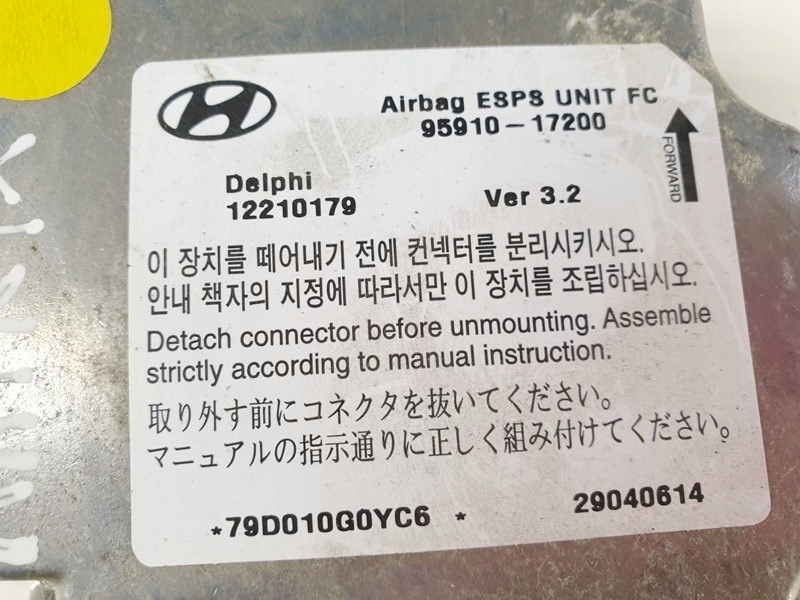 Airbag ESPS UNIT FC
95910-17200
FORWARD
Delphi
12210179
Ver 3.2
이 장치를 떼어내기 전에 컨넥터를 분리시키시오.
안내 책자의 지정에 따라서만 이 장치를 조립하십시오.
Detach connector before unmounting. Assemble
strictly according to manual instruction.
取り外す前にコネクタを抜いてください。
マニュアルの指示通りに正しく組み付けてください。
*79D010G0YC6 *
29040614